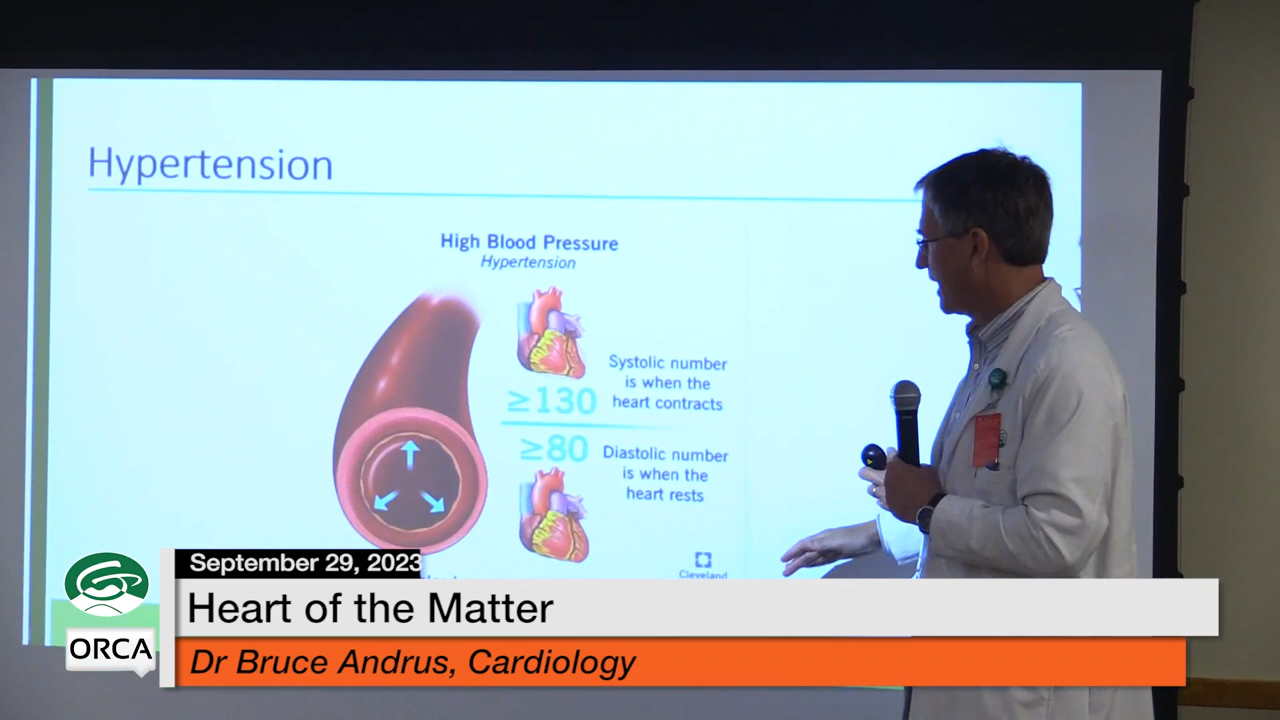 Hypertension
High Blood Pressure
Hypertension
Systolic number
is when the
heart contracts
≥130
≥80
Diastolic number
is when the
heart rests
Cleveland
September 29, 2023
Heart of the Matter
ORCA
Dr Bruce Andrus, Cardiology